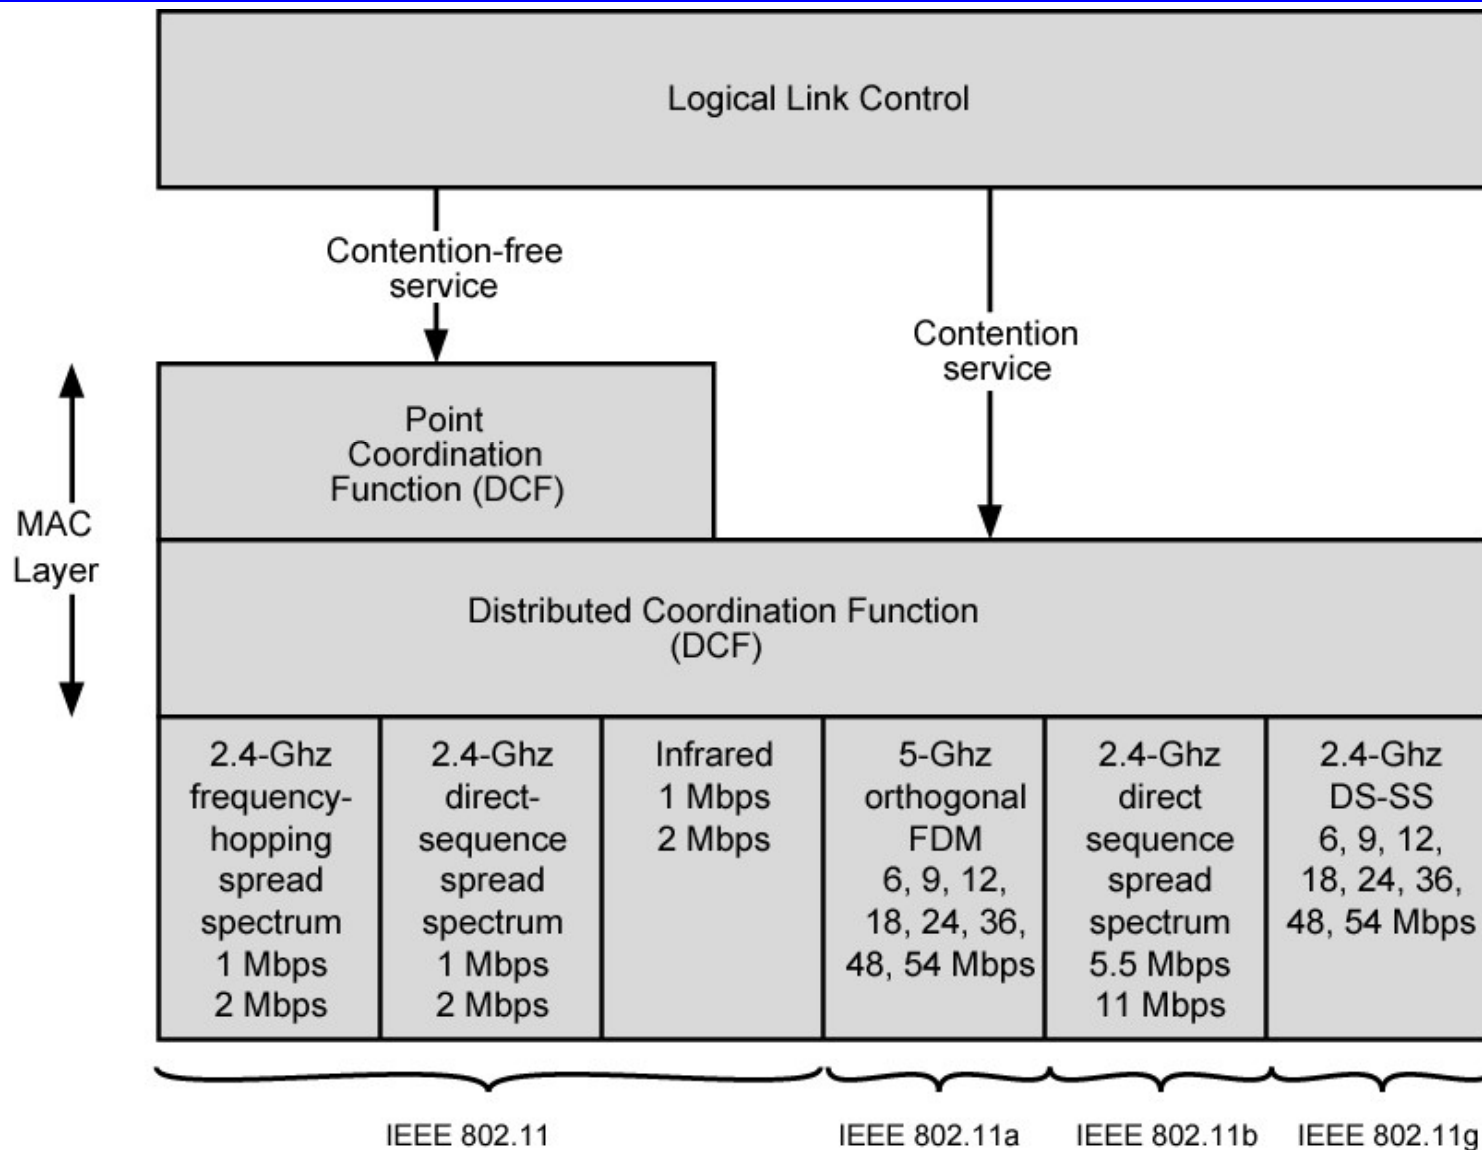 Logical Link Control
Contention-free
service
Contention
service
Point
Coordination
Function (DCF)
MAC
Layer
Distributed Coordination Function
(DCF)
2.4-Ghz
frequency-
hopping
spread
spectrum
1 Mbps
2 Mbps
2.4-Ghz
direct-
sequence
spread
spectrum
1 Mbps
2 Mbps
Infrared
1 Mbps
2 Mbps
5-Ghz
orthogonal
FDM
6, 9, 12,
18, 24, 36,
48, 54 Mbps
2.4-Ghz
direct
sequence
spread
spectrum
5.5 Mbps
11 Mbps
2.4-Ghz
DS-SS
6, 9, 12,
18, 24, 36,
48, 54 Mbps
IEEE 802.11
IEEE 802.11a
IEEE 802.11b
IEEE 802.11g